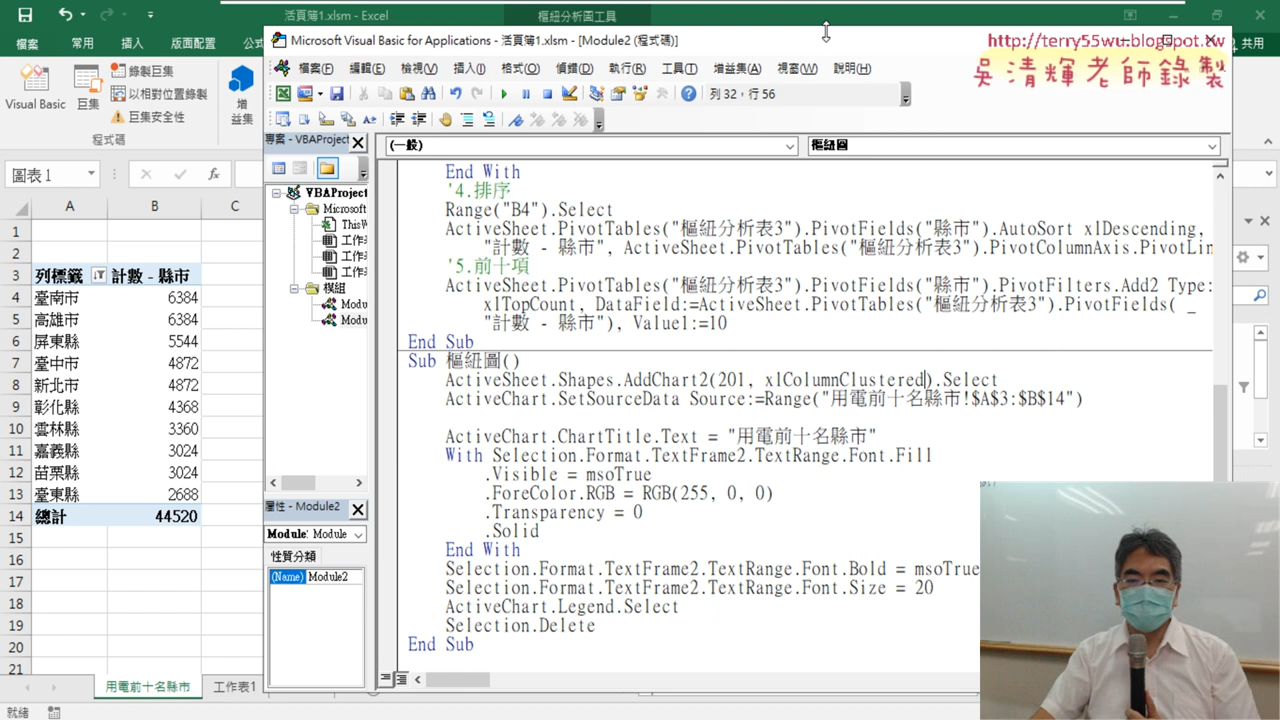 活頁簿1.xlsm - Excel
樞紐分析圖工具
檔案
常用
插入
版面配置
公式
共用
Visual Basic
巨集
錄製巨集
以相對位置錄製
巨集安全性
程式碼
增益集
圖表 1
fx
A
B
C
1
2
3
列標籤
計數 - 縣市
4
臺南市
6384
5
高雄市
6384
6
屏東縣
5544
7
臺中市
4872
8
新北市
4872
9
彰化縣
4368
10
雲林縣
3360
11
嘉義縣
3024
12
苗栗縣
3024
13
臺東縣
2688
14
總計
44520
15
16
17
18
19
20
21
用電前十名縣市
工作表1
就緒
Microsoft Visual Basic for Applications - 活頁簿1.xlsm - [Module2 (程式碼)]
http://terry55wu.blogspot.tw
吳清輝老師錄製
檔案(F)
編輯(E)
檢視(V)
插入(I)
格式(O)
偵錯(D)
執行(R)
工具(T)
增益集(A)
視窗(W)
說明(H)
列 32，行 56
專案 - VBAProject
VBAProject
Microsoft
ThisW
工作表
工作表
工作表
模組
Modu
Modu
屬性 - Module2
Module2 Module
性質分類
(Name) Module2
(一般)
樞紐圖
End With
'4.排序
Range("B4").Select
ActiveSheet.PivotTables("樞紐分析表3").PivotFields("縣市").AutoSort xlDescending,
"計數 - 縣市", ActiveSheet.PivotTables("樞紐分析表3").PivotColumnAxis.PivotLin
'5.前十項
ActiveSheet.PivotTables("樞紐分析表3").PivotFields("縣市").PivotFilters.Add2 Type:
xlTopCount, DataField:=ActiveSheet.PivotTables("樞紐分析表3").PivotFields( _
"計數 - 縣市"), Value1:=10
End Sub
Sub 樞紐圖()
ActiveSheet.Shapes.AddChart2(201, xlColumnClustered).Select
ActiveChart.SetSourceData Source:=Range("用電前十名縣市!$A$3:$B$14")
ActiveChart.ChartTitle.Text = "用電前十名縣市"
With Selection.Format.TextFrame2.TextRange.Font.Fill
.Visible = msoTrue
.ForeColor.RGB = RGB(255, 0, 0)
.Transparency = 0
.Solid
End With
Selection.Format.TextFrame2.TextRange.Font.Bold = msoTrue
Selection.Format.TextFrame2.TextRange.Font.Size = 20
ActiveChart.Legend.Select
Selection.Delete
End Sub